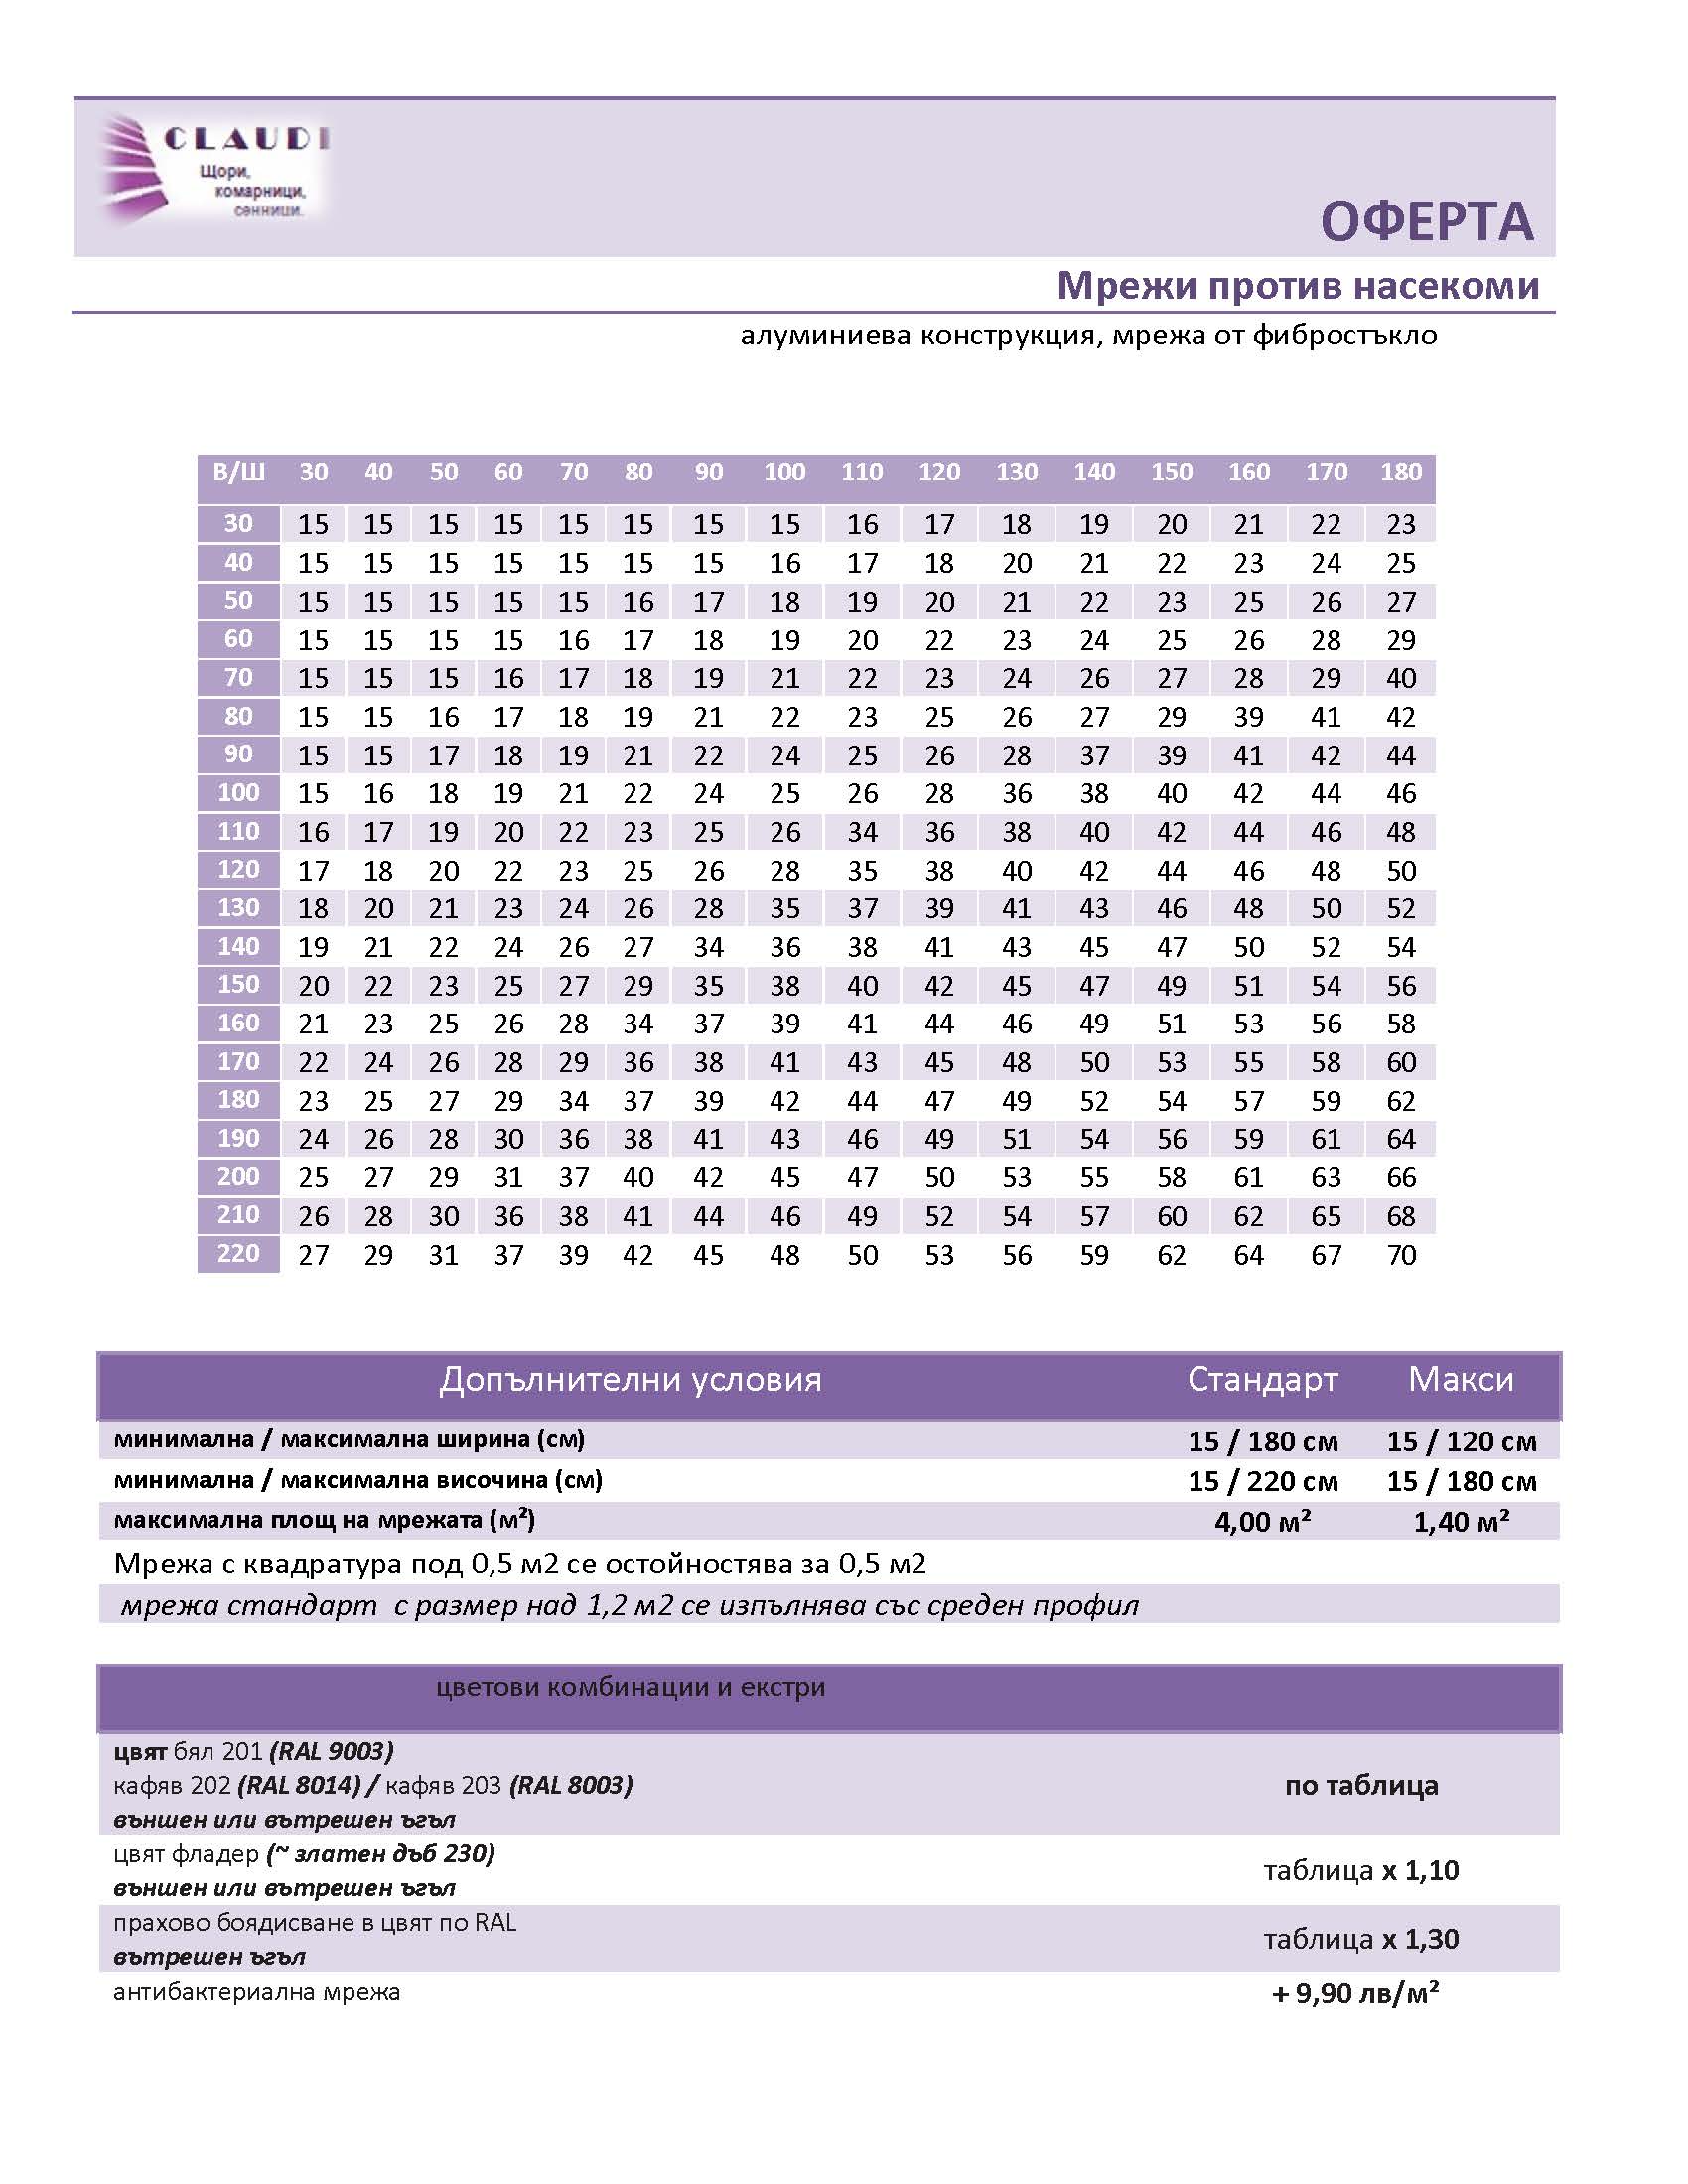 CLAUDI
Щори,
комарници,
сенници.
ОФЕРТА
Мрежи против насекоми
алуминиева конструкция, мрежа от фибростъкло
В/Ш 30 40 50 60 70 80 90 100 110 120 130 140 150 160 170 180
30 15 15 15 15 15 15 15 15 16 17 18 19 20 21 22 23
40 15 15 15 15 15 15 15 16 17 18 20 21 22 23 24 25
50 15 15 15 15 15 16 17 18 19 20 21 22 23 25 26 27
60 15 15 15 15 16 17 18 19 20 22 23 24 25 26 28 29
70 15 15 15 16 17 18 19 21 22 23 24 26 27 28 29 40
80 15 15 16 17 18 19 21 22 23 25 26 27 29 39 41 42
90 15 15 17 18 19 21 22 24 25 26 28 37 39 41 42 44
100 15 16 18 19 21 22 24 25 26 28 36 38 40 42 44 46
110 16 17 19 20 22 23 25 26 34 36 38 40 42 44 46 48
120 17 18 20 22 23 25 26 28 35 38 40 42 44 46 48 50
130 18 20 21 23 24 26 28 35 37 39 41 43 46 48 50 52
140 19 21 22 24 26 27 34 36 38 41 43 45 47 50 52 54
150 20 22 23 25 27 29 35 38 40 42 45 47 49 51 54 56
160 21 23 25 26 28 34 37 39 41 44 46 49 51 53 56 58
170 22 24 26 28 29 36 38 41 43 45 48 50 53 55 58 60
180 23 25 27 29 34 37 39 42 44 47 49 52 54 57 59 62
190 24 26 28 30 36 38 41 43 46 49 51 54 56 59 61 64
200 25 27 29 31 37 40 42 45 47 50 53 55 58 61 63 66
210 26 28 30 36 38 41 44 46 49 52 54 57 60 62 65 68
220 27 29 31 37 39 42 45 48 50 53 56 59 62 64 67 70
Допълнителни условия Стандарт Макси
минимална / максимална ширина (см) 15 / 180 см 15 / 120 см
минимална / максимална височина (см) 15 / 220 см 15 / 180 см
максимална площ на мрежата (м²) 4,00 м² 1,40 м²
Мрежа с квадратура под 0,5 м2 се остойностява за 0,5 м2
мрежа стандарт с размер над 1,2 м2 се изпълнява със среден профил
цветови комбинации и екстри
цвят бял 201 (RAL 9003)
кафяв 202 (RAL 8014) / кафяв 203 (RAL 8003) по таблица
външен или вътрешен ъгъл
цвят фладер (~ златен дъб 230)
таблица x 1,10
външен или вътрешен ъгъл
прахово боядисване в цвят по RAL
таблица x 1,30
вътрешен ъгъл
антибактериална мрежа + 9,90 лв/м²